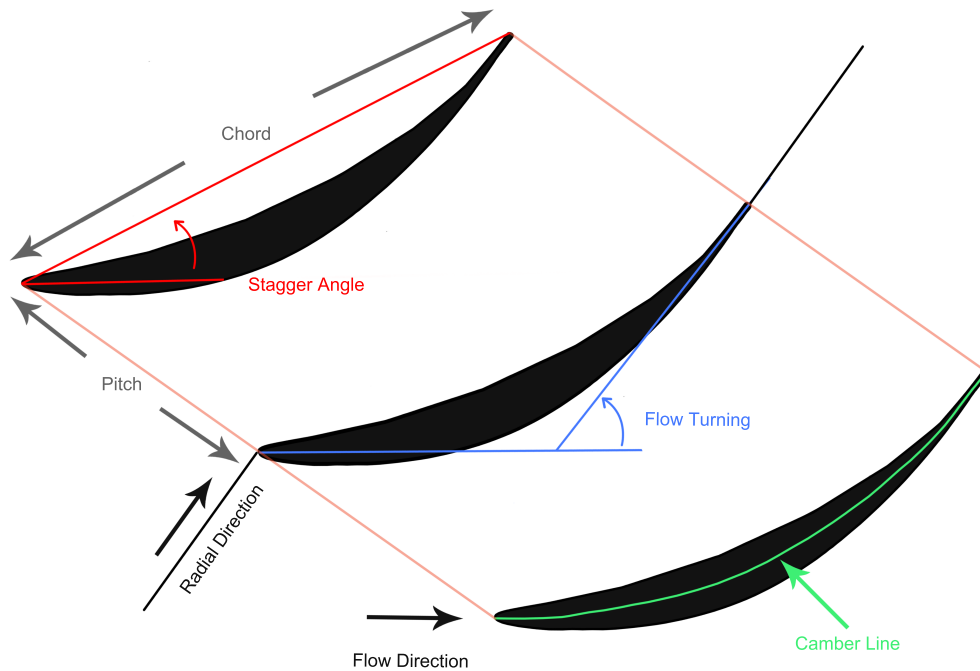 Chord
Stagger Angle
Pitch
Flow Turning
Radial Direction
Camber Line
Flow Direction